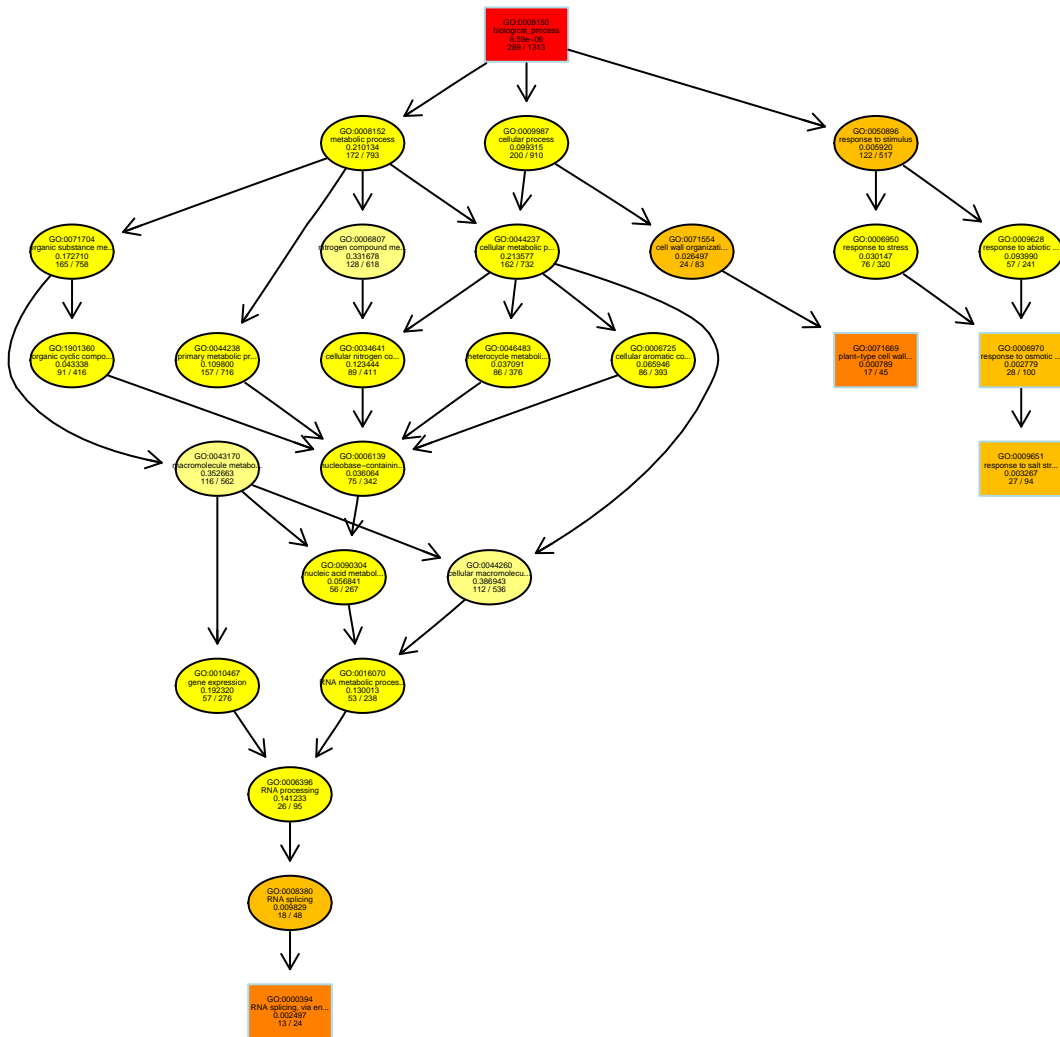 GO:0008150
biological_process
8.59e-06
289 / 1313
GO:0008152
metabolic process
0.210134
172 / 793
GO:0009987
cellular process
0.099315
200 / 910
GO:0050896
response to stimulus
0.005920
122 / 517
GO:0071704
organic substance me...
0.172710
165 / 758
GO:0006807
nitrogen compound me...
0.331678
128 / 618
GO:0044237
cellular metabolic p...
0.213577
162 / 732
GO:0071554
cell wall organizati...
0.026497
24 / 83
GO:0006950
response to stress
0.030147
76 / 320
GO:0009628
response to abiotic ...
0.093990
57 / 241
GO:1901360
organic cyclic compo...
0.043338
91 / 416
GO:0044238
primary metabolic pr...
0.109800
157 / 716
GO:0034641
cellular nitrogen co...
0.123444
89 / 411
GO:0046483
heterocycle metaboli...
0.037091
86 / 376
GO:0006725
cellular aromatic co...
0.065946
86 / 393
GO:0071669
plant-type cell wall...
0.000789
17 / 45
GO:0006970
response to osmotic ...
0.002779
28 / 100
GO:0043170
macromolecule metabo...
0.352663
116 / 562
GO:0006139
nucleobase-containin...
0.036064
75 / 342
GO:0009651
response to salt str...
0.003267
27 / 94
GO:0090304
nucleic acid metabol...
0.056841
56 / 267
GO:0044260
cellular macromolecu...
0.386943
112 / 536
GO:0010467
gene expression
0.192320
57 / 276
GO:0016070
RNA metabolic proces...
0.130013
53 / 238
GO:0006396
RNA processing
0.141233
26 / 95
GO:0008380
RNA splicing
0.009829
18 / 48
GO:0000394
RNA splicing, via en...
0.002497
13 / 24